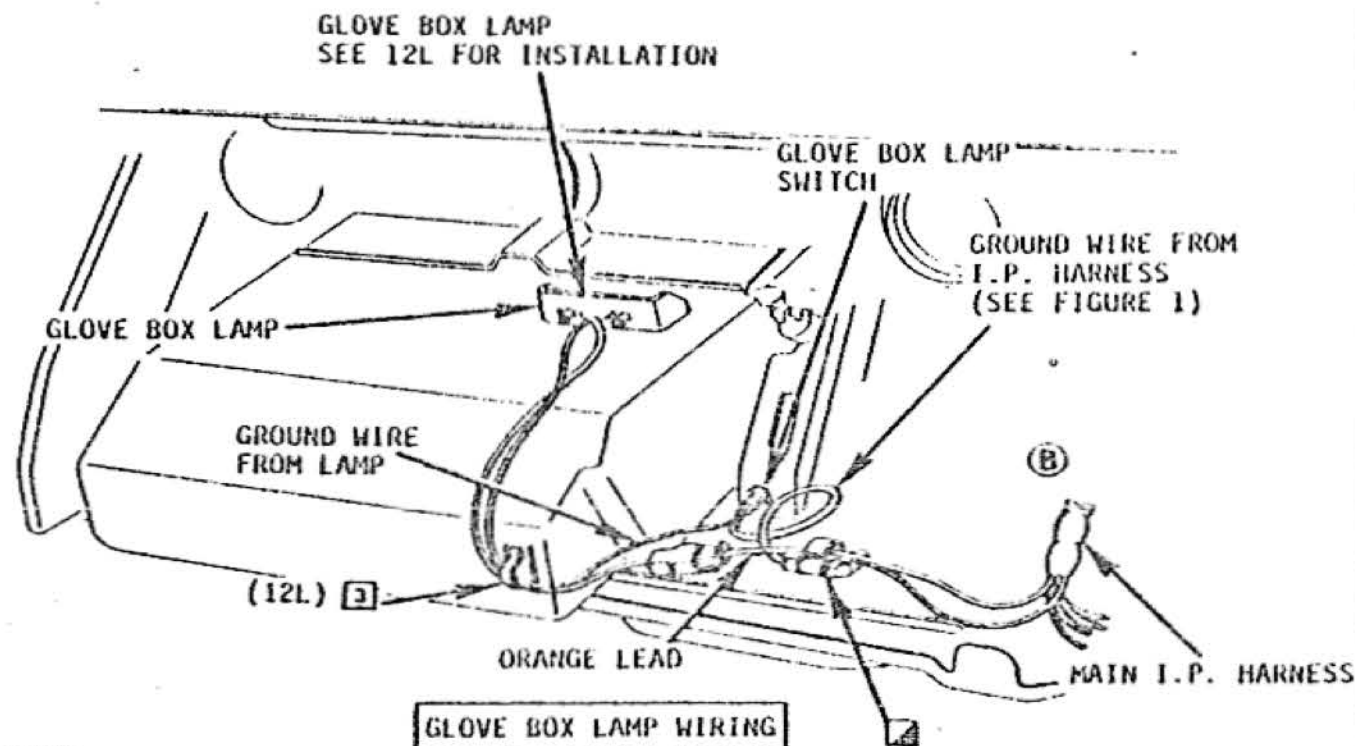 GLOVE BOX LAMP
SEE 12L FOR INSTALLATION
GLOVE BOX LAMP
SWITCH
GROUND WIRE FROM
I.P. HARNESS
(SEE FIGURE 1)
GLOVE BOX LAMP
GROUND WIRE
FROM LAMP
B
(12L) 3
ORANGE LEAD
MAIN I.P. HARNESS
GLOVE BOX LAMP WIRING